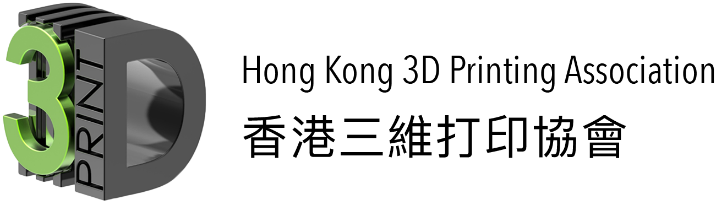 3D
PRINT
Hong Kong 3D Printing Association
香港三維打印協會